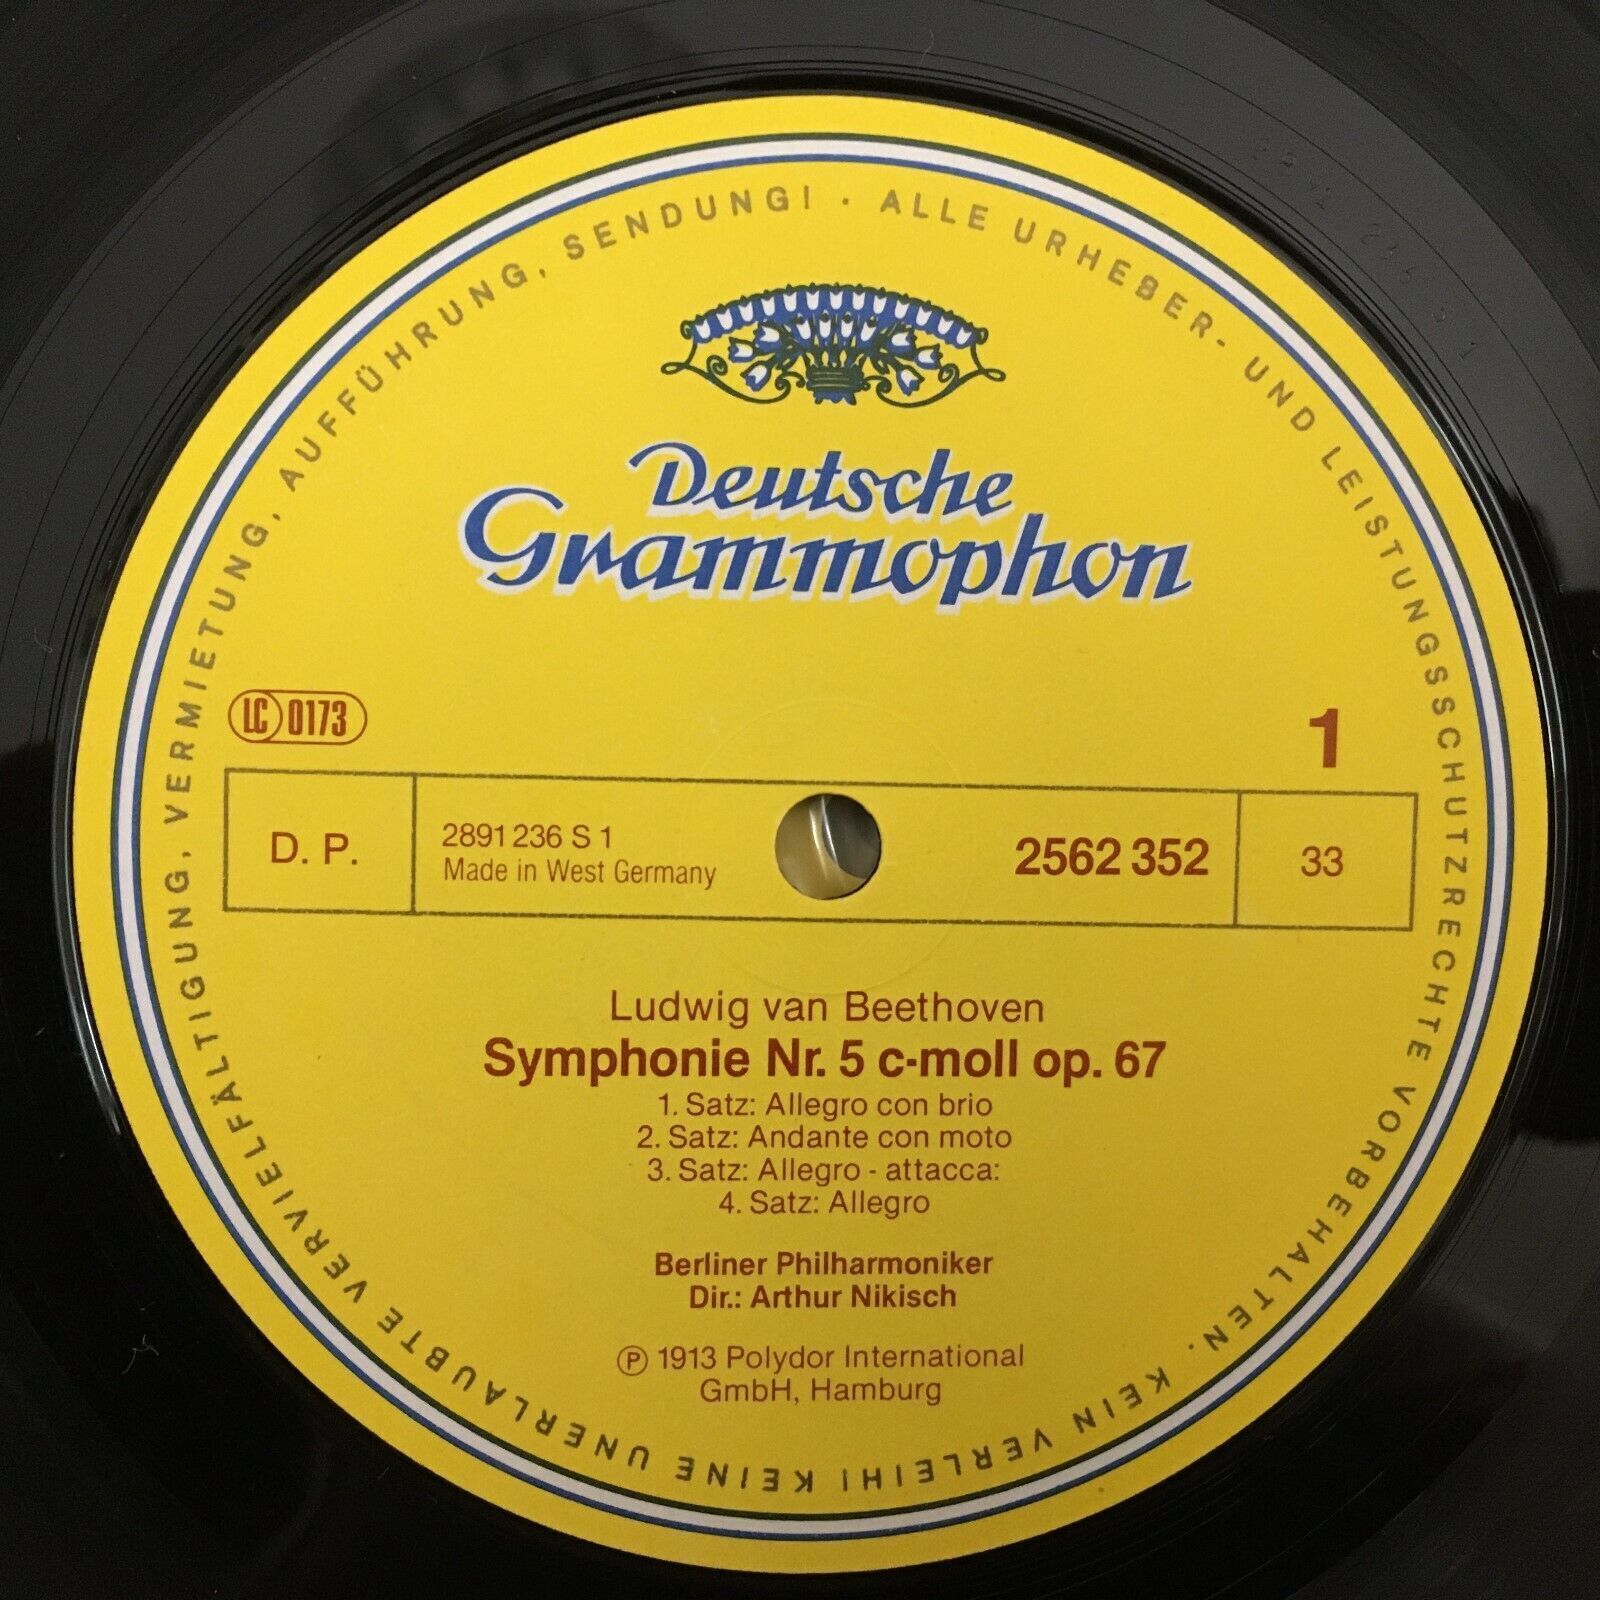 ALLE URHEBER- UND LEISTUNGSSCHUTZRECHTE VORBEHALTEN. KEIN VERLEIH! KEINE UNERLAUBTE VERVIELFÄLTIGUNG, VERMIETUNG, AUFFÜHRUNG, SENDUNG! ·
Deutsche
Grammophon
LC 0173
1
D. P.
2891 236 S 1
Made in West Germany
2562 352
33
Ludwig van Beethoven
Symphonie Nr. 5 c-moll op. 67
1. Satz: Allegro con brio
2. Satz: Andante con moto
3. Satz: Allegro - attacca:
4. Satz: Allegro
Berliner Philharmoniker
Dir.: Arthur Nikisch
℗ 1913 Polydor International
GmbH, Hamburg